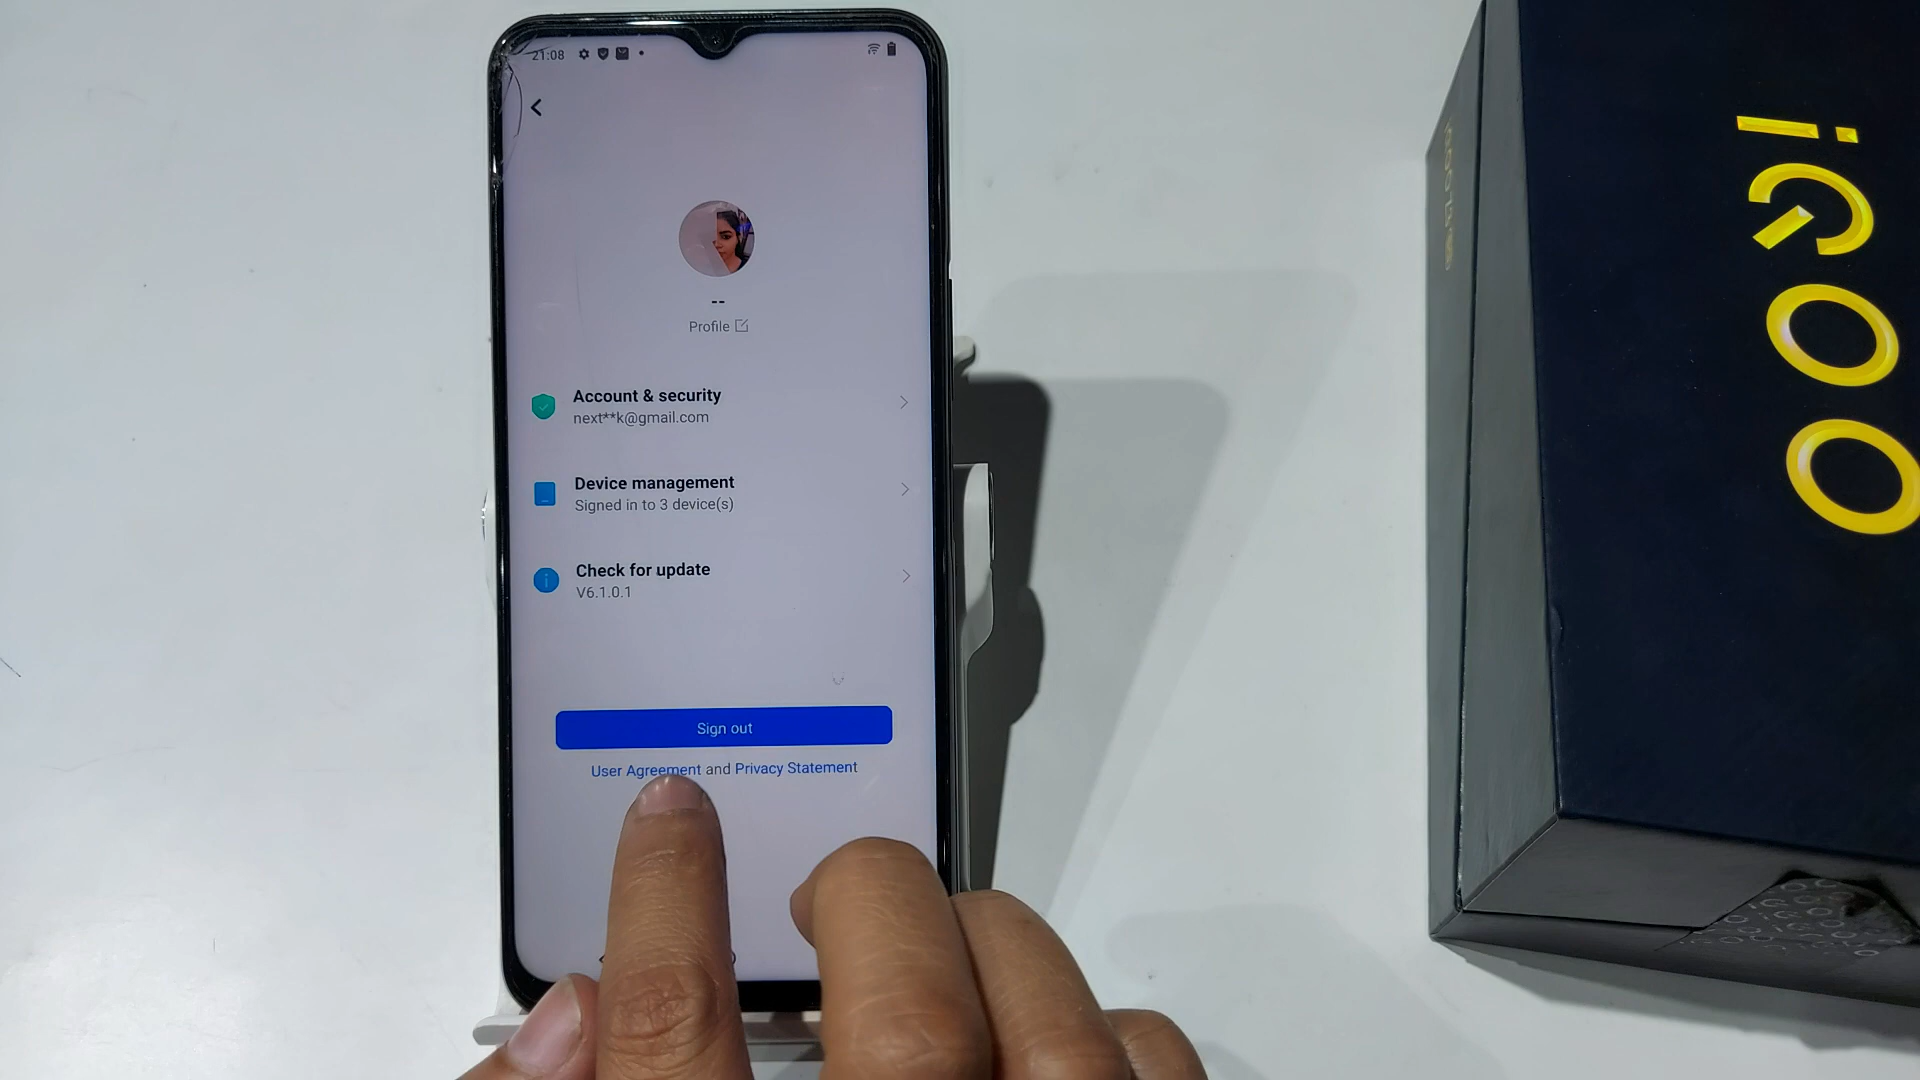 21:08
--
Profile
Account & security
next**k@gmail.com
Device management
Signed in to 3 device(s)
Check for update
V6.1.0.1
Sign out
User Agreement and Privacy Statement
iQOO